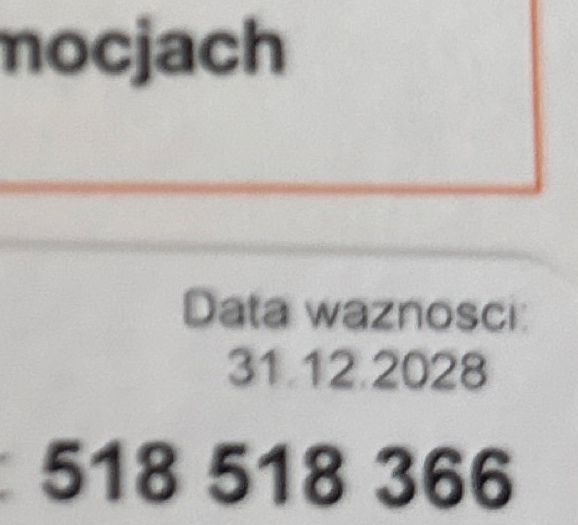 mocjach
Data waznosci:
31.12.2028
: 518 518 366